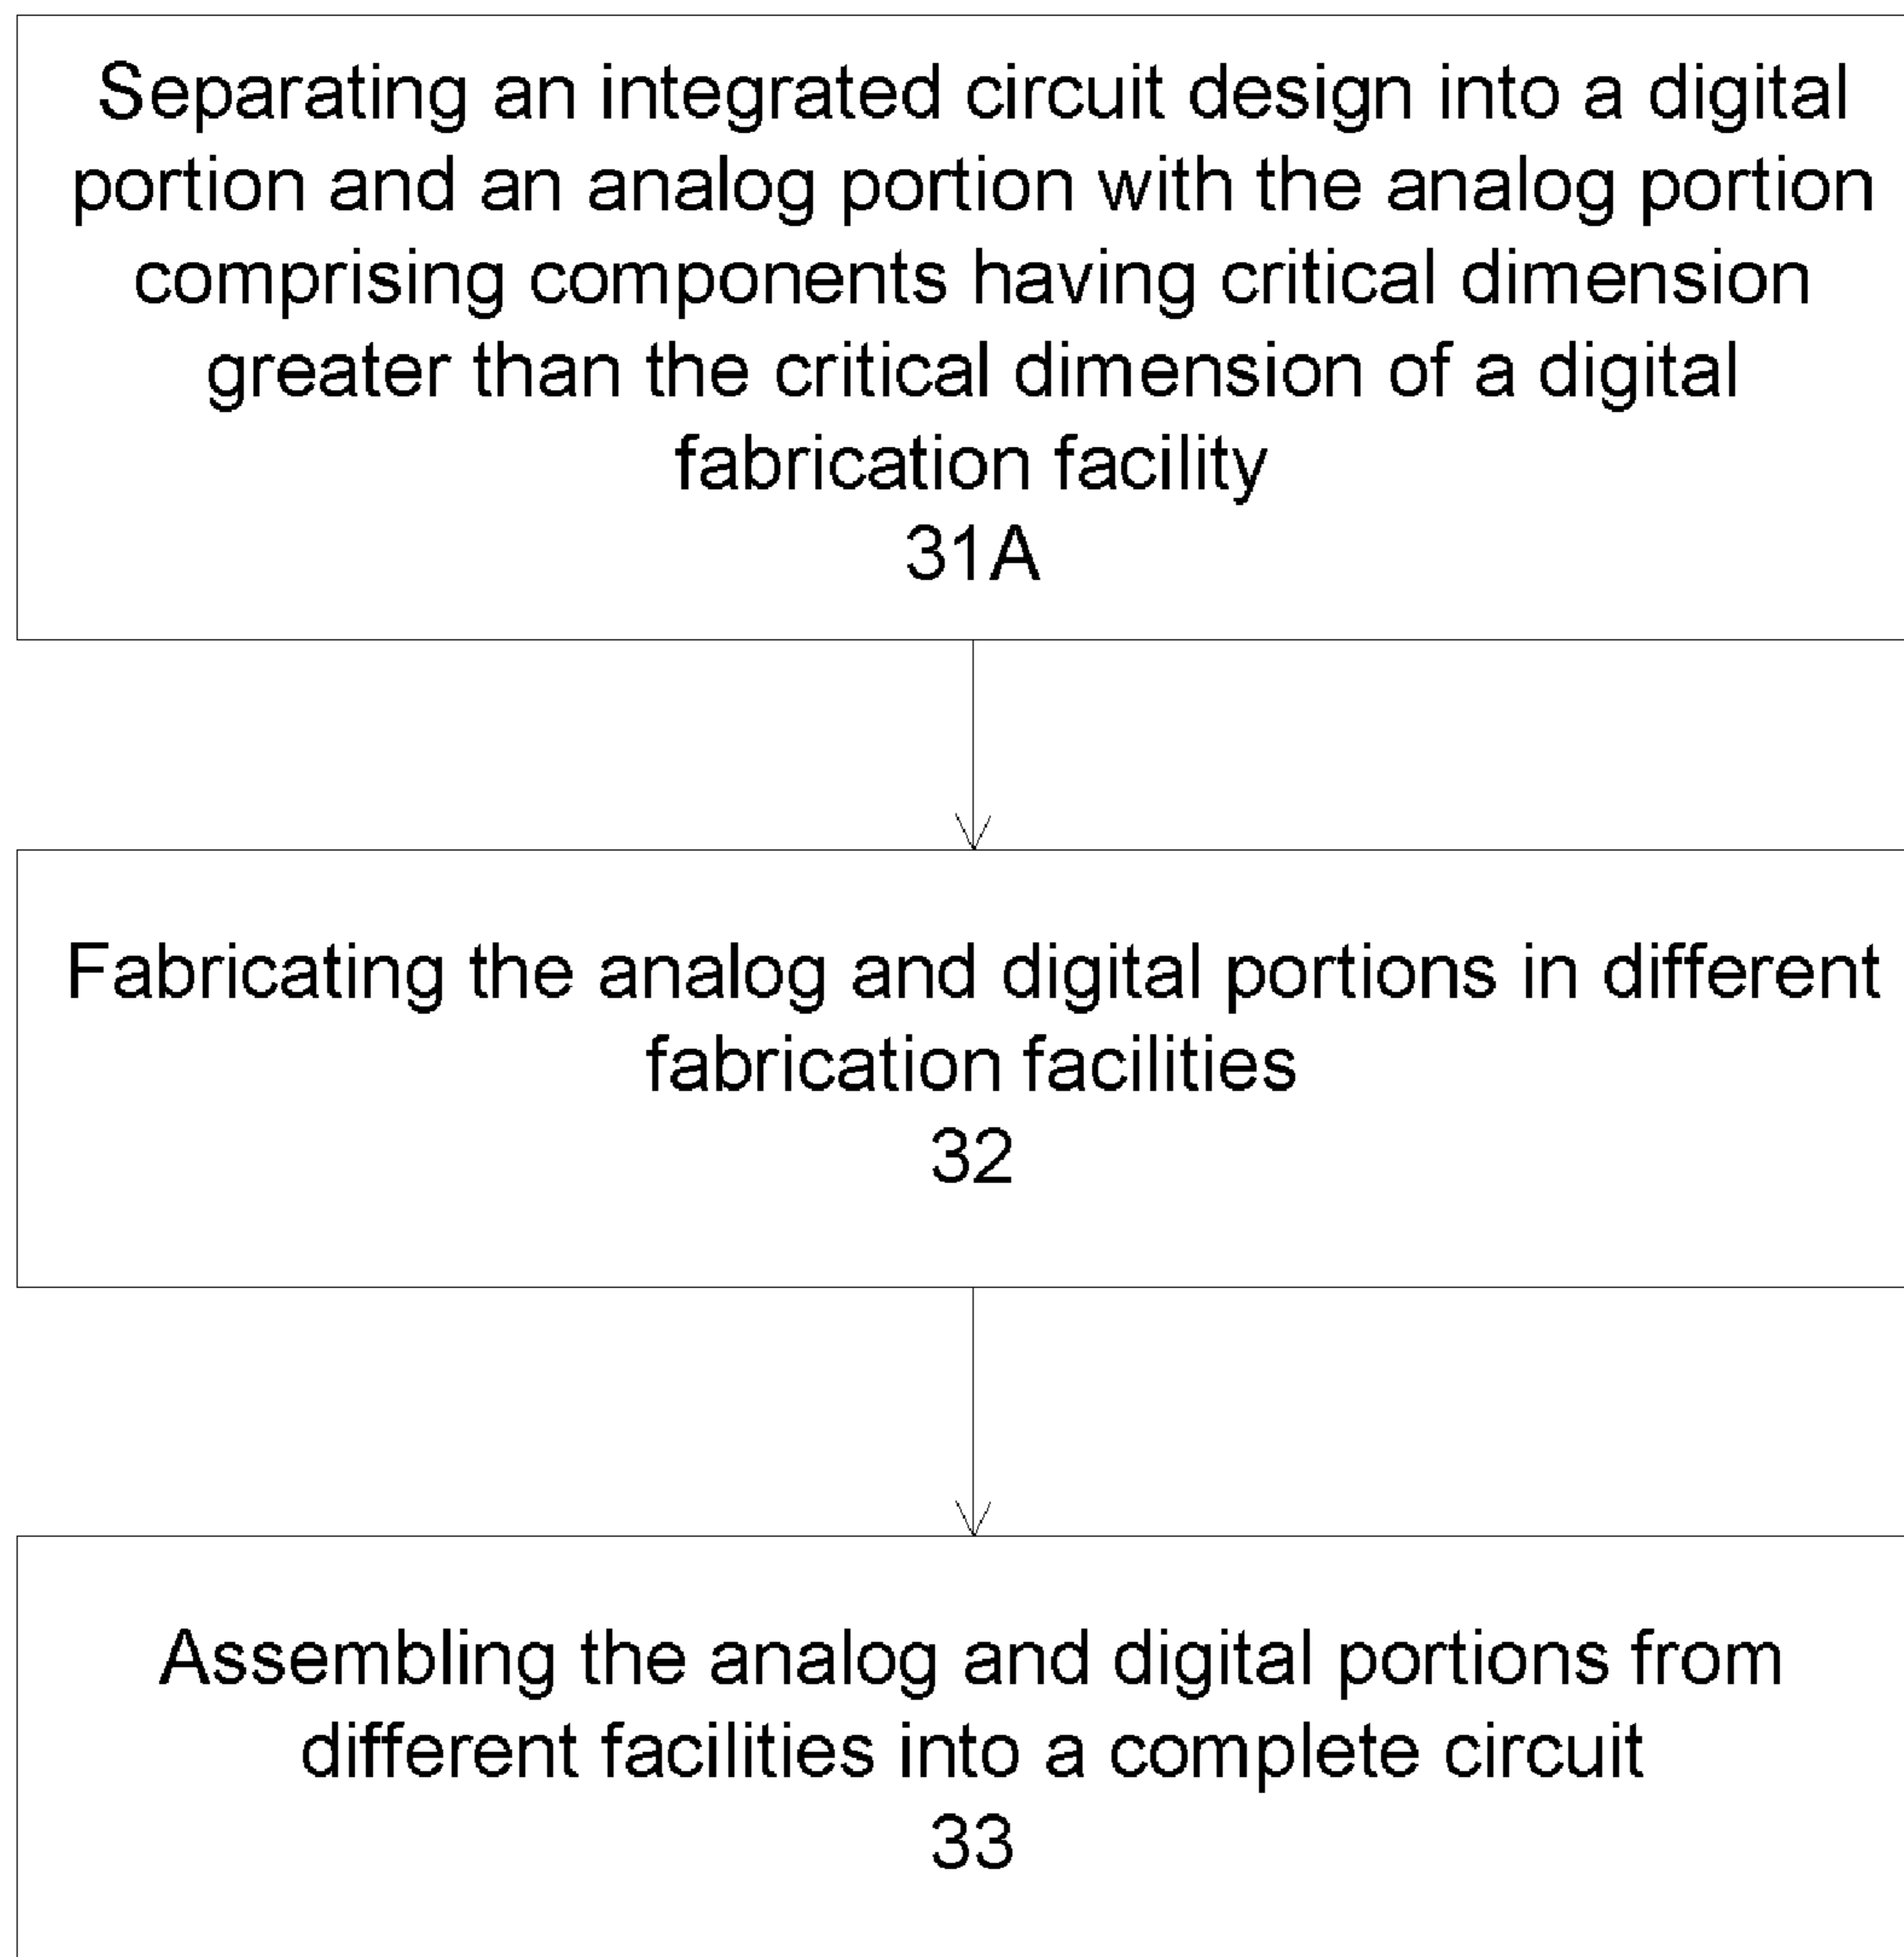 Separating an integrated circuit design into a digital
portion and an analog portion with the analog portion
comprising components having critical dimension
greater than the critical dimension of a digital
fabrication facility
31A
Fabricating the analog and digital portions in different
fabrication facilities
32
Assembling the analog and digital portions from
different facilities into a complete circuit
33